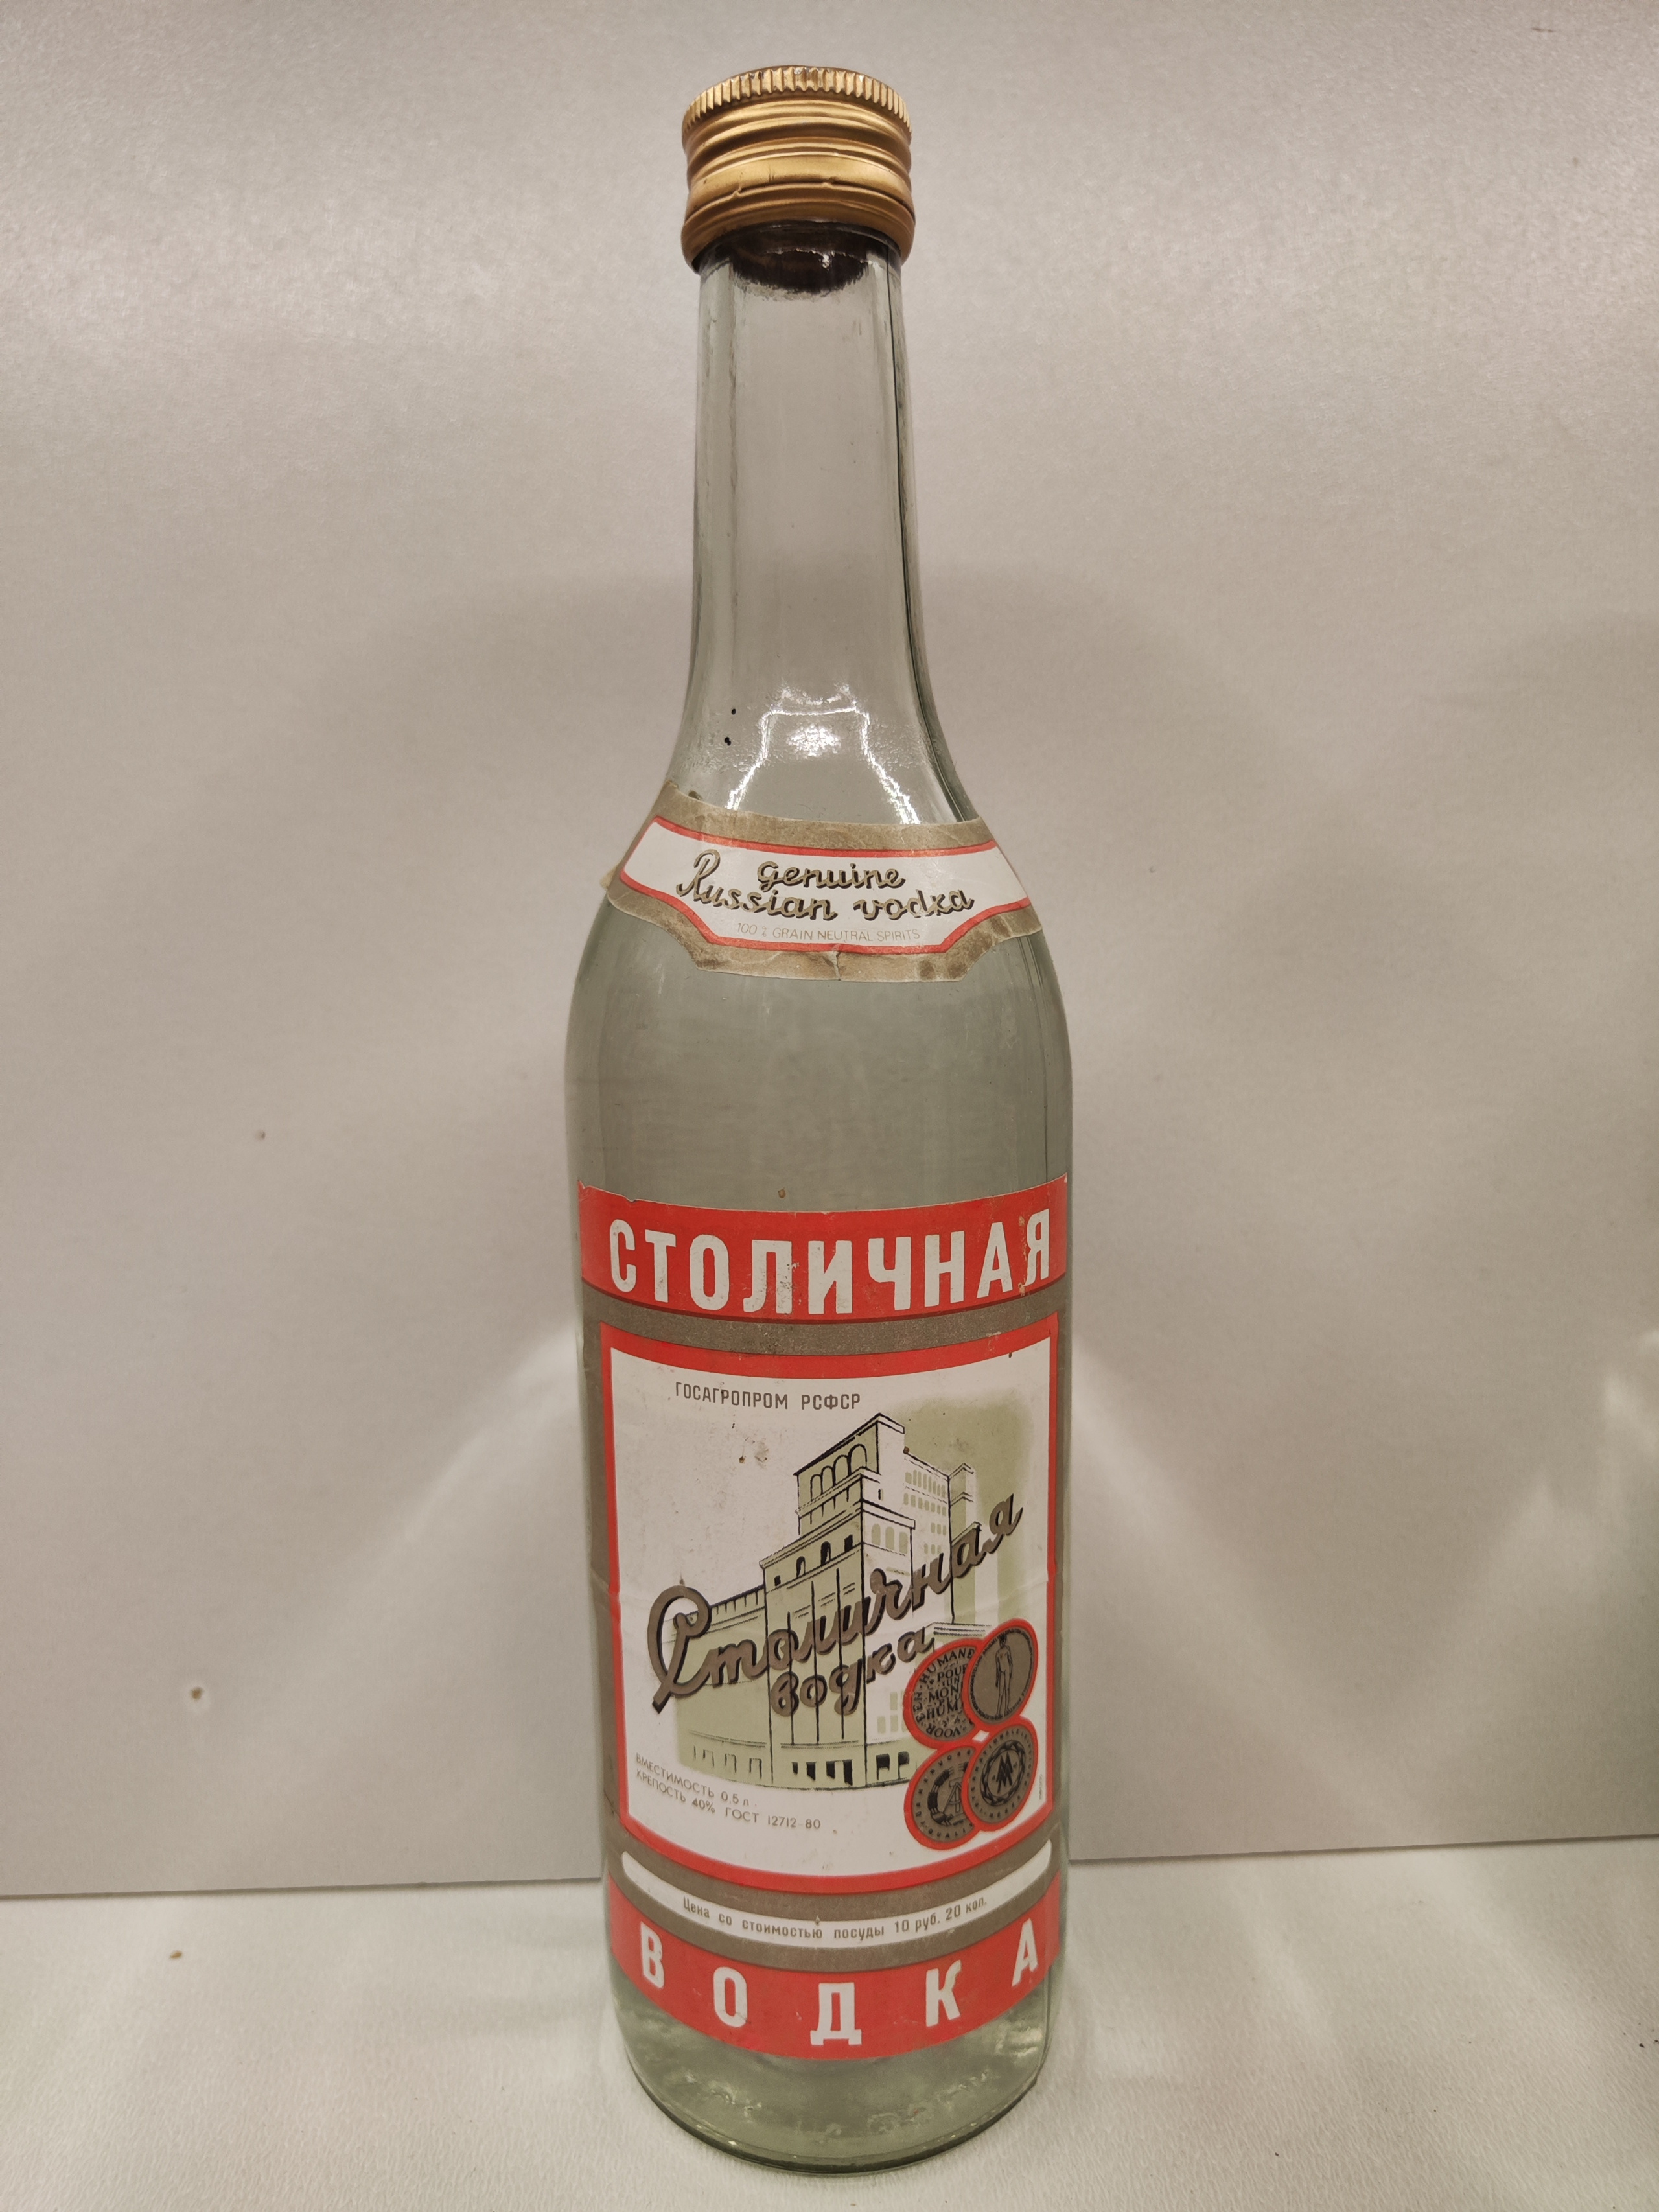 Genuine
Russian vodka
100% GRAIN NEUTRAL SPIRITS
СТОЛИЧНАЯ
ГОСАГРОПРОМ РСФСР
Столичная
водка
ВМЕСТИМОСТЬ 0,5 л.
КРЕПОСТЬ 40% ГОСТ 12712-80
Цена со стоимостью посуды 10 руб. 20 коп.
ВОДКА